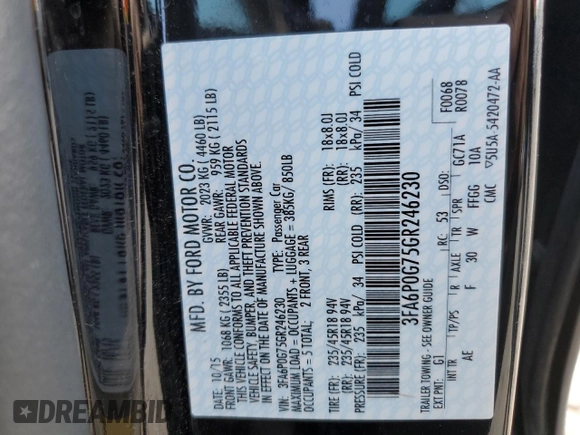 MFD. BY FORD MOTOR CO.
10/15 GVWR: 2023 KG ( 4460 LB)
FRONT GAWR: 1068 KG ( 2355 LB) REAR GAWR: 959 KG ( 2115 LB)
THIS VEHICLE CONFORMS TO ALL APPLICABLE FEDERAL MOTOR
VEHICLE SAFETY, BUMPER, AND THEFT PREVENTION STANDARDS
IN EFFECT ON THE DATE OF MANUFACTURE SHOWN ABOVE.
VIN: 3FA6P0G75GR246230 TYPE: Passenger Car
MAXIMUM LOAD = OCCUPANTS + LUGGAGE = 385KG/ 850LB
OCCUPANTS = 5 TOTAL: 2 FRONT, 3 REAR
TIRE (FR): 235/45R18 94V RIMS (FR): 18x8.0J
(RR): 235/45R18 94V (RR): 18x8.0J
PRESSURE (FR): 235 kPa/ 34 PSI COLD (RR): 235 kPa/ 34 PSI COLD
3FA6P0G75GR246230
TRAILER TOWING - SEE OWNER GUIDE F0068
EXT PNT: G1 RC: 53 DSO: R0078
INT TR TP/PS R AXLE TR SPR GC71A
AE F 30 W FFGG 10A
CMC ▽5U5A 5420472-AA
DREAMBID